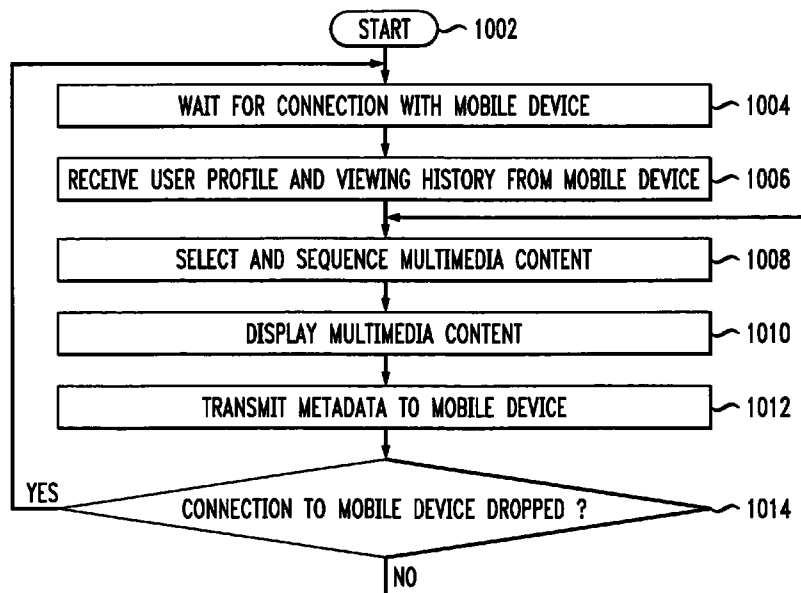 START 1002
WAIT FOR CONNECTION WITH MOBILE DEVICE 1004
RECEIVE USER PROFILE AND VIEWING HISTORY FROM MOBILE DEVICE 1006
SELECT AND SEQUENCE MULTIMEDIA CONTENT 1008
DISPLAY MULTIMEDIA CONTENT 1010
TRANSMIT METADATA TO MOBILE DEVICE 1012
YES
CONNECTION TO MOBILE DEVICE DROPPED ? 1014
NO